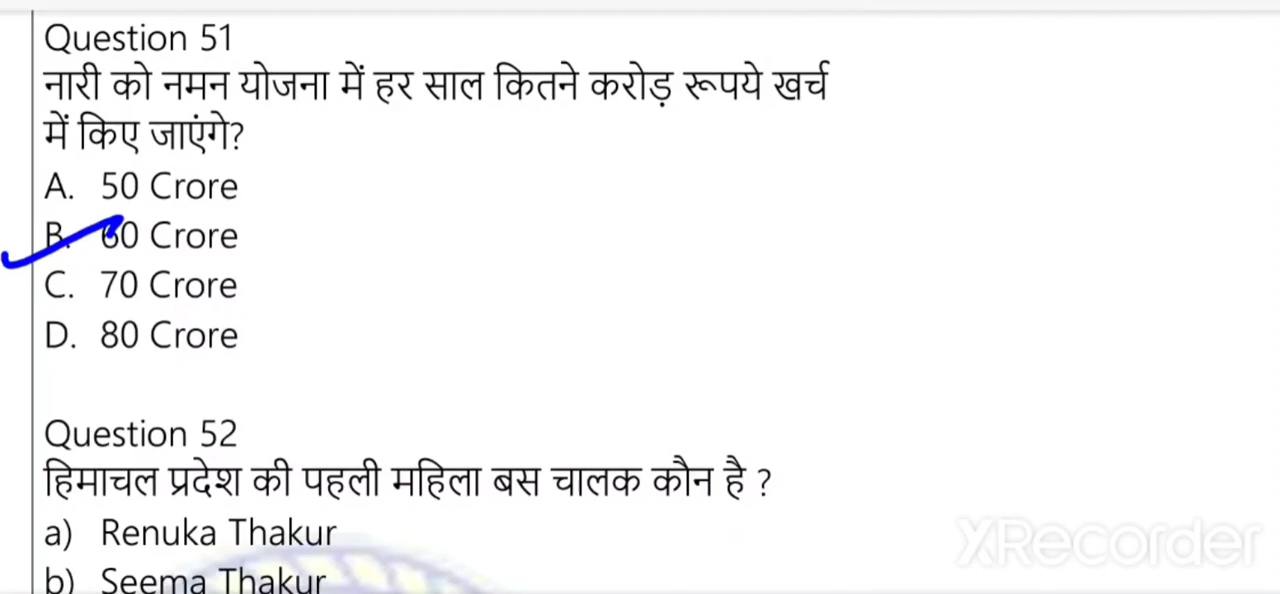 Question 51
नारी को नमन योजना में हर साल कितने करोड़ रूपये खर्च
में किए जाएंगे?
A. 50 Crore
B. 60 Crore
C. 70 Crore
D. 80 Crore
Question 52
हिमाचल प्रदेश की पहली महिला बस चालक कौन है ?
a) Renuka Thakur
b) Seema Thakur
XRecorder